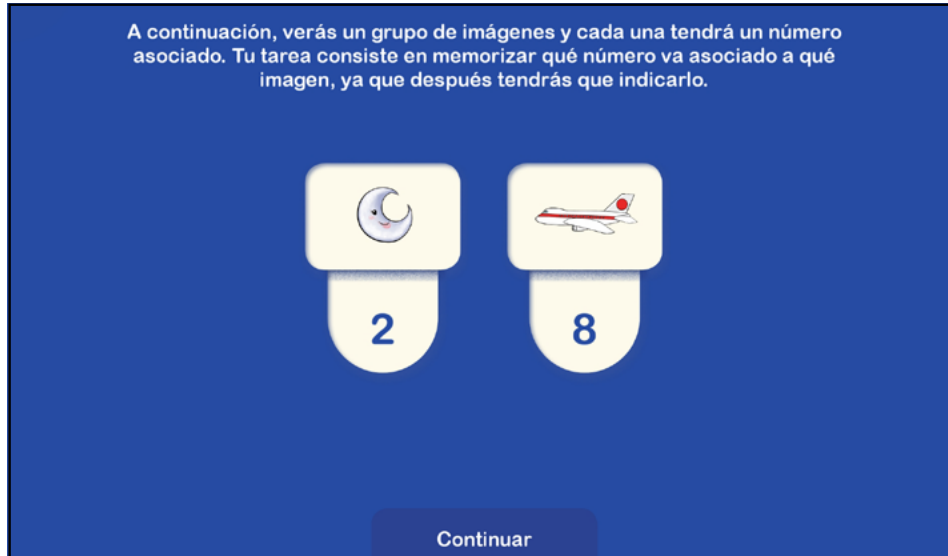 A continuación, verás un grupo de imágenes y cada una tendrá un número
asociado. Tu tarea consiste en memorizar qué número va asociado a qué
imagen, ya que después tendrás que indicarlo.
2 8
Continuar